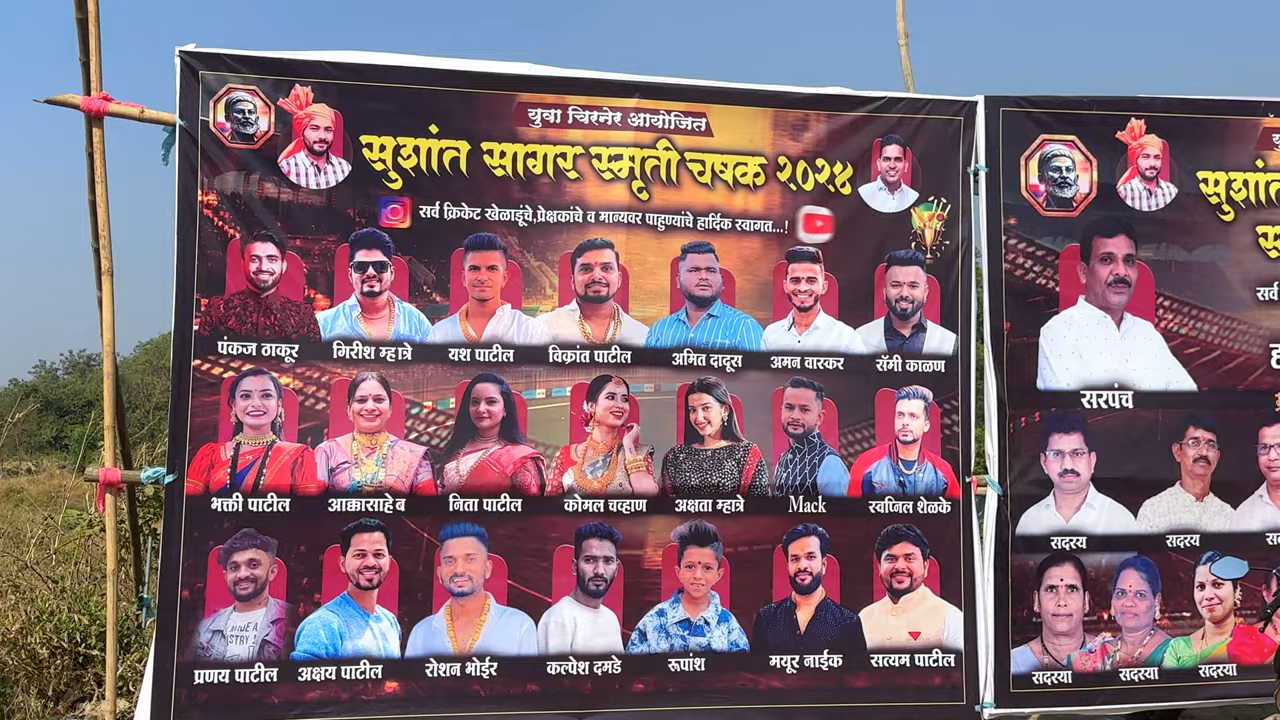 युवा चिरनेर आयोजित
सुशांत सागर स्मृती चषक २०२४
सर्व क्रिकेट खेळाडूंचे,प्रेक्षकांचे व मान्यवर पाहुण्यांचे हार्दिक स्वागत...!
पंकज ठाकूर गिरीश म्हात्रे यश पाटील विक्रांत पाटील अमित दादूस अमन वास्कर सॅमी काळण
भक्ती पाटील आक्कासाहेब निता पाटील कोमल चव्हाण अक्षता म्हात्रे Mack स्वप्निल शेळके
प्रणय पाटील अक्षय पाटील रोशन भोईर कल्पेश दमडे रूपांश मयूर नाईक सत्यम पाटील
सुशांत
सर्व
सरपंच
सदस्य सदस्य
सदस्या सदस्या सदस्या